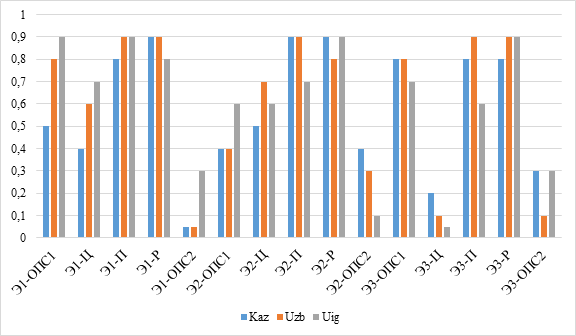 1
0,9
0,8
0,7
0,6
0,5
0,4
0,3
0,2
0,1
0
Э1-ОПС1
Э1-Ц
Э1-П
Э1-Р
Э1-ОПС2
Э2-ОПС1
Э2-Ц
Э2-П
Э2-Р
Э2-ОПС2
Э3-ОПС1
Э3-Ц
Э3-П
Э3-Р
Э3-ОПС2
Kaz Uzb Uig